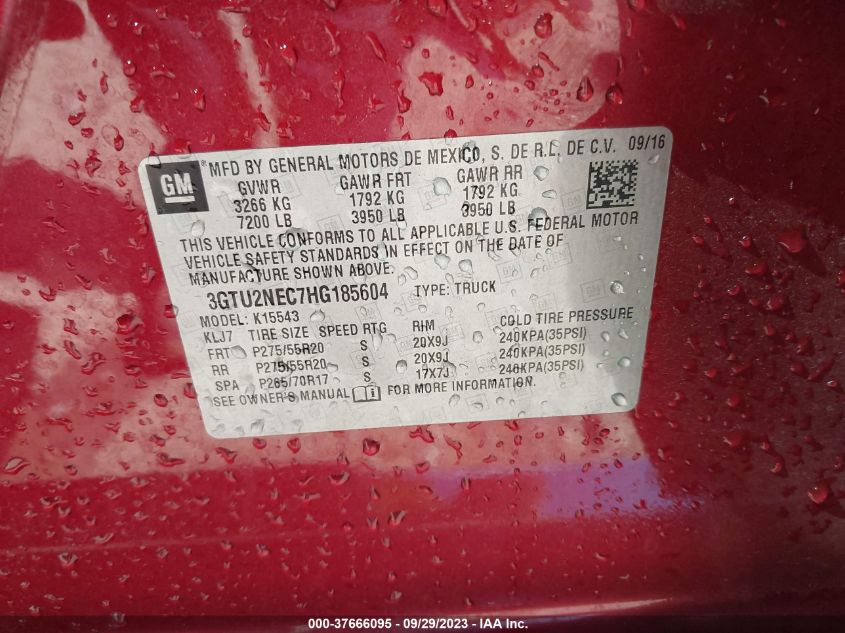 GM ® MFD BY GENERAL MOTORS DE MEXICO, S. DE R.L. DE C.V. 09/16
GVWR GAWR FRT GAWR RR
3266 KG 1792 KG 1792 KG
7200 LB 3950 LB 3950 LB
THIS VEHICLE CONFORMS TO ALL APPLICABLE U.S. FEDERAL MOTOR
VEHICLE SAFETY STANDARDS IN EFFECT ON THE DATE OF
MANUFACTURE SHOWN ABOVE.
3GTU2NEC7HG185604 TYPE: TRUCK
MODEL: K15543
KLJ7 TIRE SIZE SPEED RTG RHM COLD TIRE PRESSURE
FRT P275/55R20 S 20X9J 240KPA(35PSI)
RR P275/55R20 S 20X9J 240KPA(35PSI)
SPA P265/70R17 S 17X7J 240KPA(35PSI)
SEE OWNER'S MANUAL FOR MORE INFORMATION.
000-37666095 - 09/29/2023 - IAA Inc.